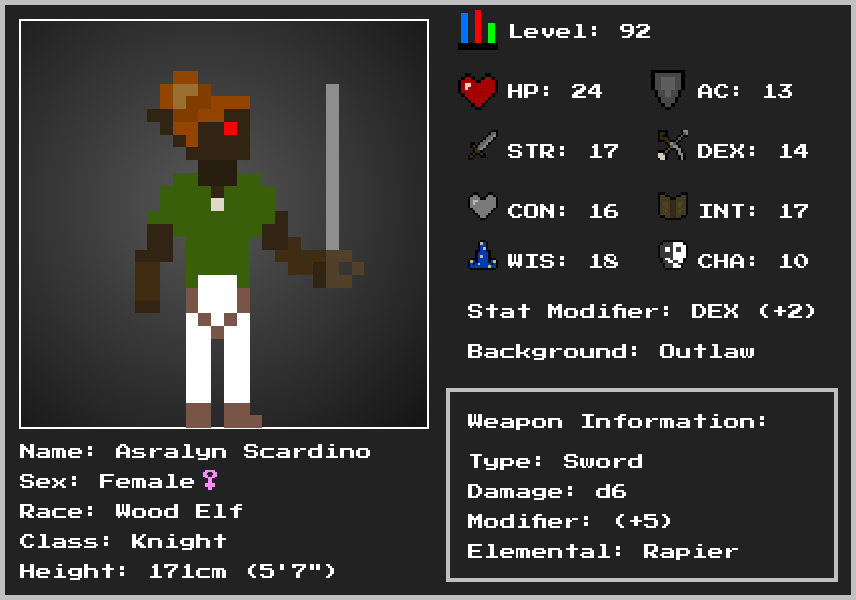 Level: 92
HP: 24
AC: 13
STR: 17
DEX: 14
CON: 16
INT: 17
WIS: 18
CHA: 10
Stat Modifier: DEX (+2)
Background: Outlaw
Weapon Information:
Type: Sword
Damage: d6
Modifier: (+5)
Elemental: Rapier
Name: Asralyn Scardino
Sex: Female♀
Race: Wood Elf
Class: Knight
Height: 171cm (5'7")